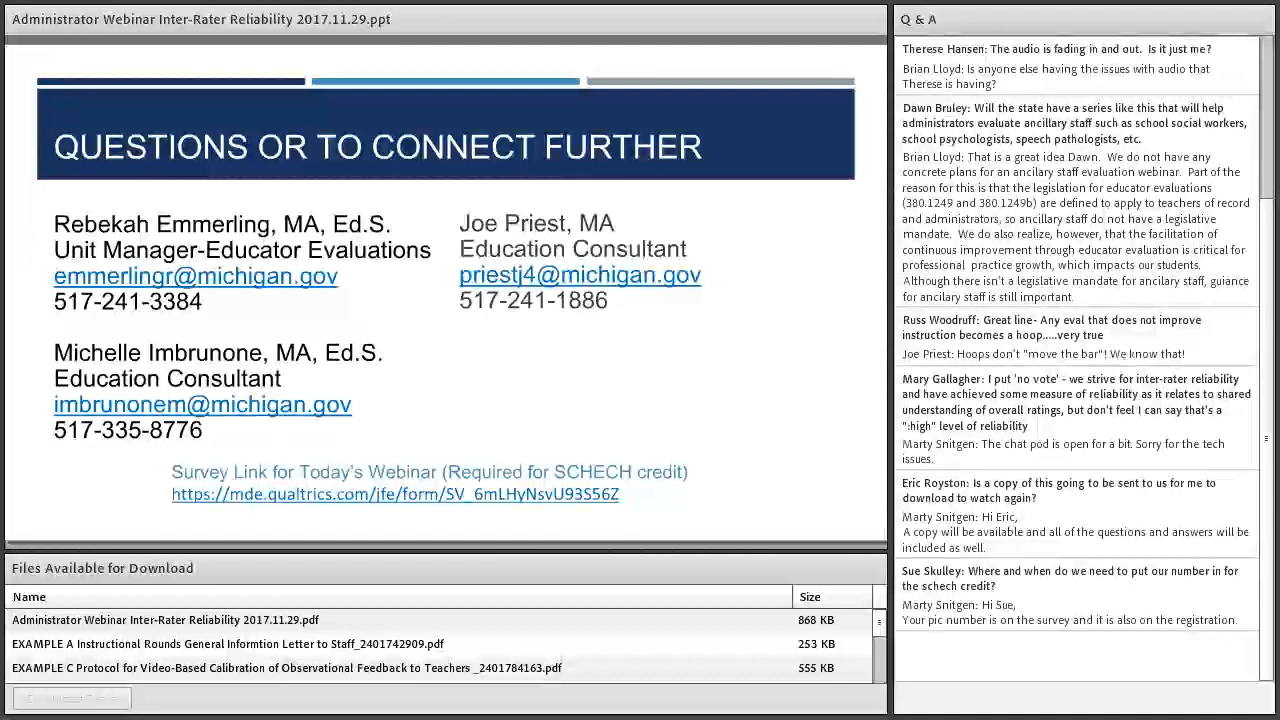 Administrator Webinar Inter-Rater Reliability 2017.11.29.ppt
QUESTIONS OR TO CONNECT FURTHER
Rebekah Emmerling, MA, Ed.S.
Unit Manager-Educator Evaluations
emmerlingr@michigan.gov
517-241-3384
Joe Priest, MA
Education Consultant
priestj4@michigan.gov
517-241-1886
Michelle Imbrunone, MA, Ed.S.
Education Consultant
imbrunonem@michigan.gov
517-335-8776
Survey Link for Today's Webinar (Required for SCHECH credit)
https://mde.qualtrics.com/jfe/form/SV_6mLHyNsvU93S56Z
Files Available for Download
Name Size
Administrator Webinar Inter-Rater Reliability 2017.11.29.pdf 868 KB
EXAMPLE A Instructional Rounds General Informtion Letter to Staff_2401742909.pdf 253 KB
EXAMPLE C Protocol for Video-Based Calibration of Observational Feedback to Teachers _2401784163.pdf 555 KB
Q & A
Therese Hansen: The audio is fading in and out. Is it just me?
Brian Lloyd: Is anyone else having the issues with audio that
Therese is having?
Dawn Bruley: Will the state have a series like this that will help
administrators evaluate ancillary staff such as school social workers,
school psychologists, speech pathologists, etc.
Brian Lloyd: That is a great idea Dawn. We do not have any
concrete plans for an ancilary staff evaluation webinar. Part of the
reason for this is that the legislation for educator evaluations
(380.1249 and 380.1249b) are defined to apply to teachers of record
and administrators, so ancillary staff do not have a legislative
mandate. We do also realize, however, that the facilitation of
continuous improvement through educator evaluation is critical for
professional practice growth, which impacts our students.
Although there isn't a legislative mandate for ancilary staff, guiance
for ancilary staff is still important.
Russ Woodruff: Great line- Any eval that does not improve
instruction becomes a hoop.....very true
Joe Priest: Hoops don't "move the bar"! We know that!
Mary Gallagher: I put 'no vote' - we strive for inter-rater reliability
and have achieved some measure of reliability as it relates to shared
understanding of overall ratings, but don't feel I can say that's a
":high" level of reliability
Marty Snitgen: The chat pod is open for a bit. Sorry for the tech
issues.
Eric Royston: Is a copy of this going to be sent to us for me to
download to watch again?
Marty Snitgen: Hi Eric,
A copy will be available and all of the questions and answers will be
included as well.
Sue Skulley: Where and when do we need to put our number in for
the schech credit?
Marty Snitgen: Hi Sue,
Your pic number is on the survey and it is also on the registration.